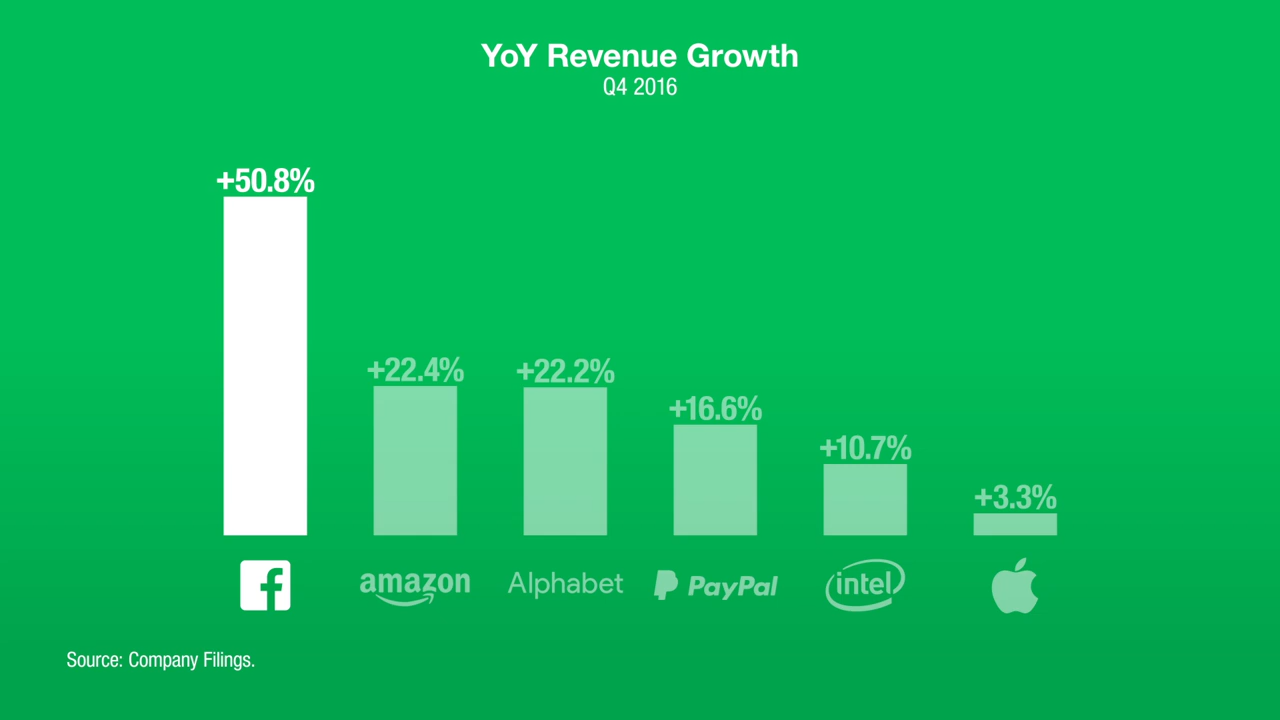 YoY Revenue Growth
Q4 2016
+50.8%
+22.4%
+22.2%
+16.6%
+10.7%
+3.3%
f
amazon
Alphabet
P PayPal
intel
Source: Company Filings.